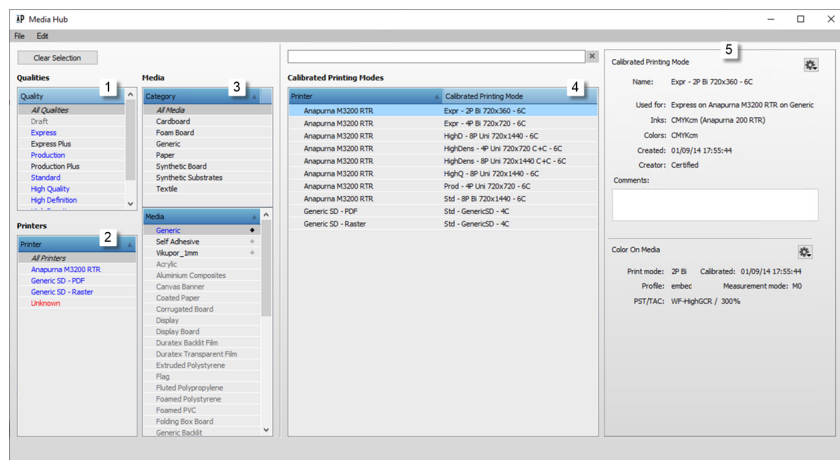 Media Hub
File Edit
Clear Selection
Qualities
1
Quality
All Qualities
Draft
Express
Express Plus
Production
Production Plus
Standard
High Quality
High Definition
Printers
2
Printer
All Printers
Anapurna M3200 RTR
Generic SD - PDF
Generic SD - Raster
Unknown
Media
3
Category
All Media
Cardboard
Foam Board
Generic
Paper
Synthetic Board
Synthetic Substrates
Textile
Media
Generic
Self Adhesive
Vikupor_1mm
Acrylic
Aluminium Composites
Canvas Banner
Coated Paper
Corrugated Board
Display
Display Board
Duratex Backlit Film
Duratex Transparent Film
Extruded Polystyrene
Flag
Fluted Polypropylene
Foamed Polystyrene
Foamed PVC
Folding Box Board
Generic Backlit
Calibrated Printing Modes
4
Printer Calibrated Printing Mode
Anapurna M3200 RTR Expr - 2P Bi 720x360 - 6C
Anapurna M3200 RTR Expr - 4P Bi 720x720 - 6C
Anapurna M3200 RTR HighD - 8P Uni 720x1440 - 6C
Anapurna M3200 RTR HighDens - 4P Uni 720x720 C+C - 6C
Anapurna M3200 RTR HighDens - 8P Uni 720x1440 C+C - 6C
Anapurna M3200 RTR HighQ - 8P Uni 720x1440 - 6C
Anapurna M3200 RTR Prod - 4P Uni 720x720 - 6C
Anapurna M3200 RTR Std - 8P Bi 720x1440 - 6C
Generic SD - PDF Std - GenericSD - 4C
Generic SD - Raster Std - GenericSD - 4C
5
Calibrated Printing Mode
Name: Expr - 2P Bi 720x360 - 6C
Used for: Express on Anapurna M3200 RTR on Generic
Inks: CMYKcm (Anapurna 200 RTR)
Colors: CMYKcm
Created: 01/09/14 17:55:44
Creator: Certified
Comments:
Color On Media
Print mode: 2P Bi Calibrated: 01/09/14 17:55:44
Profile: embec Measurement mode: M0
PST/TAC: WF-HighGCR / 300%